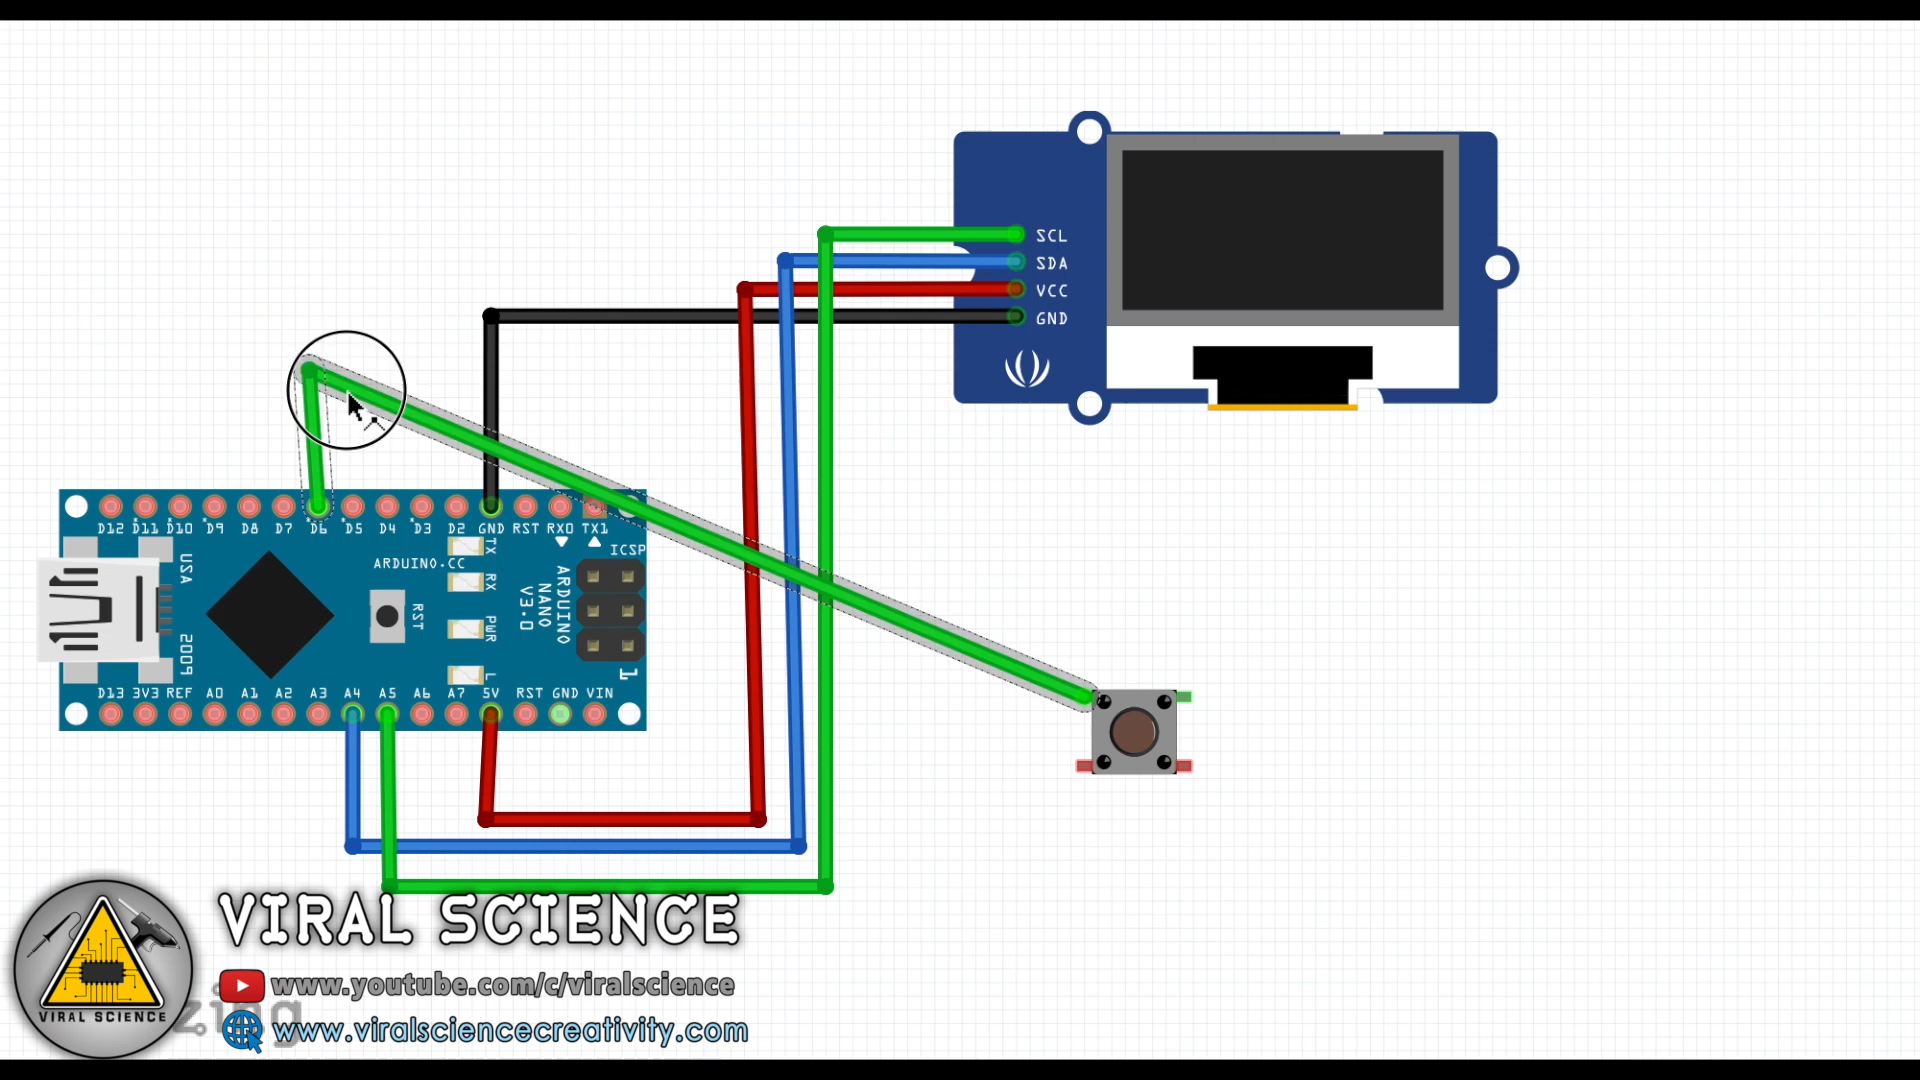 SCL
SDA
VCC
GND
D12 D11 D10 D9 D8 D7 D6 D5 D4 D3 D2 GND RST RX0 TX1
ICSP
ARDUINO.CC
TX
RX
PWR
L
RST
USA
2009
ARDUINO
NANO
V3.0
1
D13 3V3 REF A0 A1 A2 A3 A4 A5 A6 A7 5V RST GND VIN
VIRAL SCIENCE
www.youtube.com/c/viralscience
www.viralsciencecreativity.com
VIRAL SCIENCE
zing